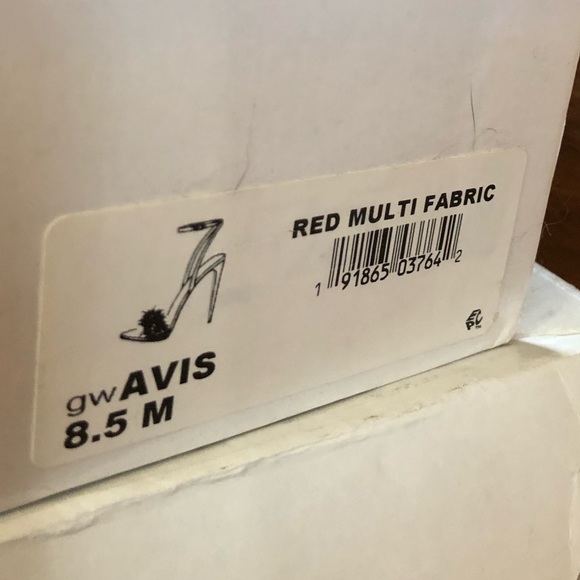 RED MULTI FABRIC
1 91865 03764 2
gwAVIS
8.5 M